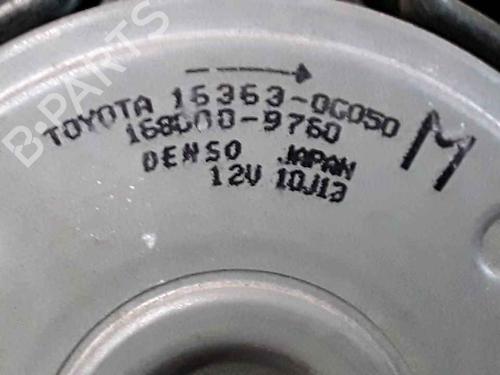 TOYOTA 16363-0G050
168000-9760
DENSO JAPAN
12V 10J13
M
B-PARTS